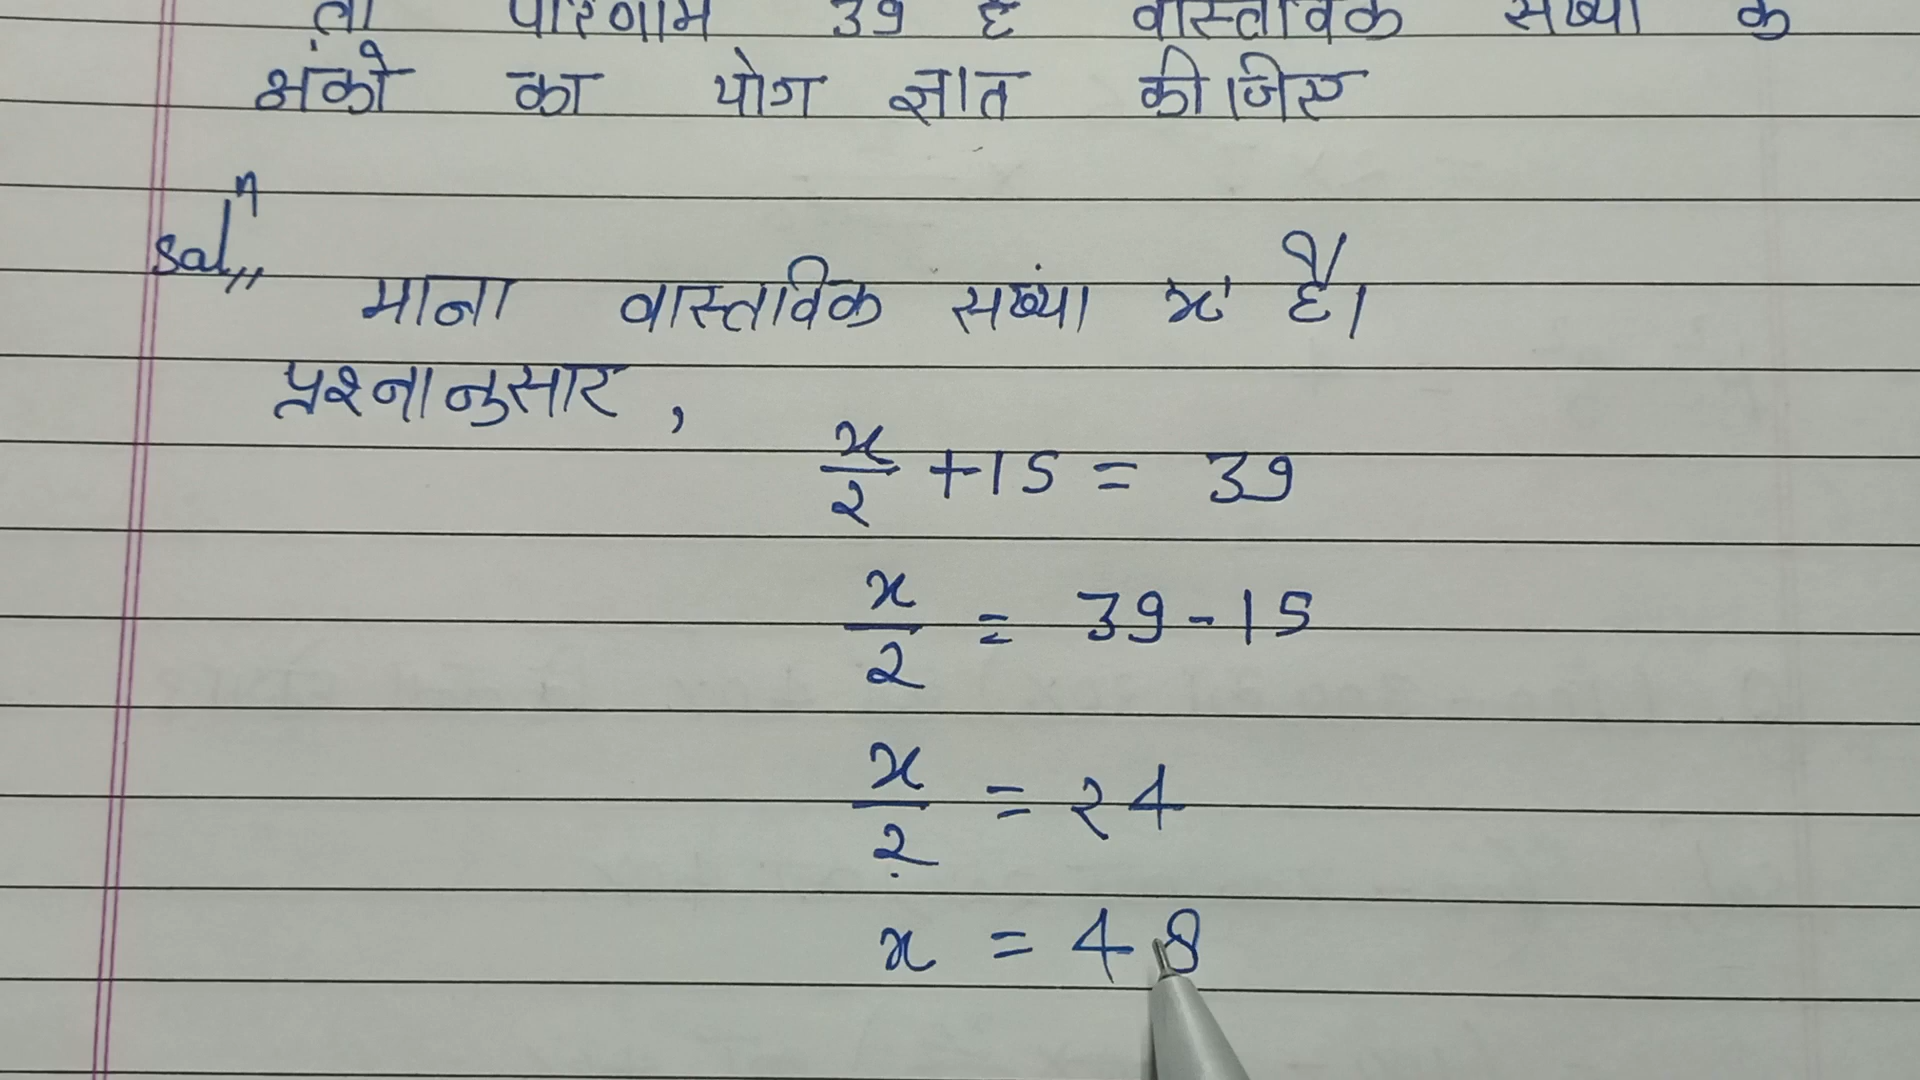 तो परिणाम 39 है वास्तविक संख्या के
अंको का योग ज्ञात कीजिए
Solⁿ,,
माना वास्तविक संख्या x' है।
प्रश्नानुसार,
x/2 + 15 = 39
x/2 = 39 - 15
x/2 = 24
x = 48